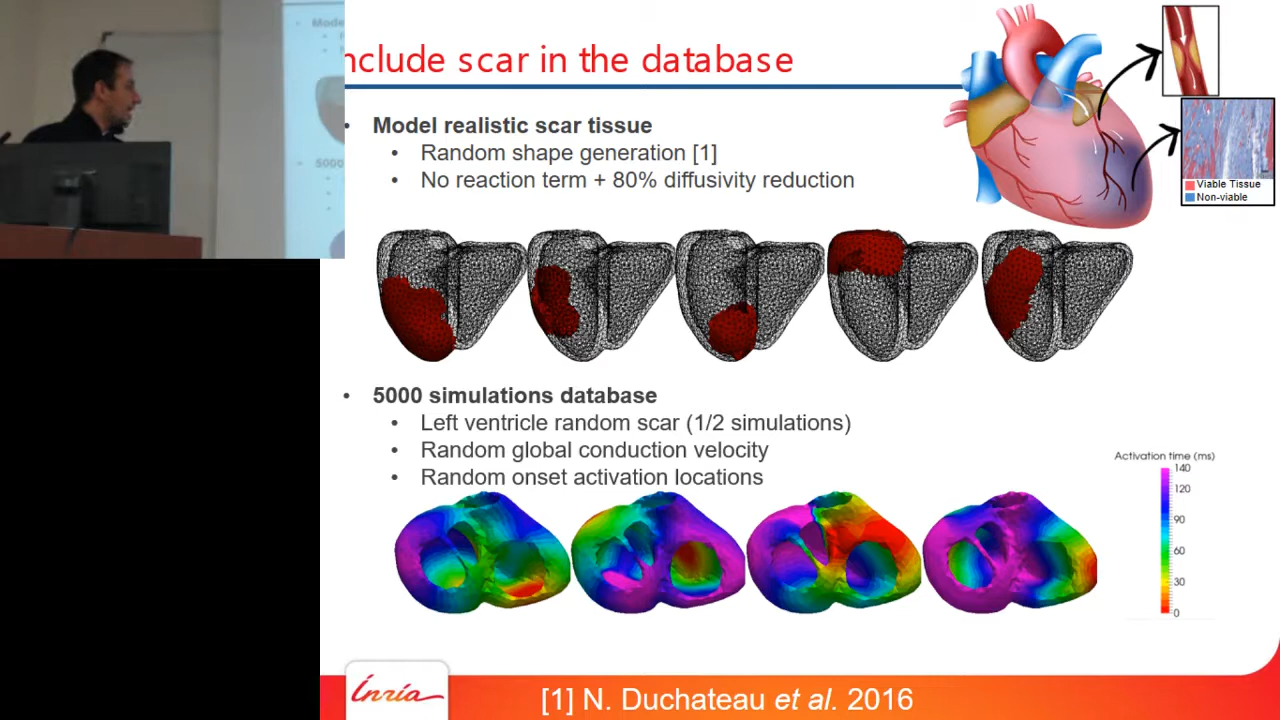 nclude scar in the database
• Model realistic scar tissue
• Random shape generation [1]
• No reaction term + 80% diffusivity reduction
Viable Tissue
Non-viable
• 5000 simulations database
• Left ventricle random scar (1/2 simulations)
• Random global conduction velocity
• Random onset activation locations
Activation time (ms)
140
120
90
60
30
0
Inria
[1] N. Duchateau et al. 2016
Model
5000